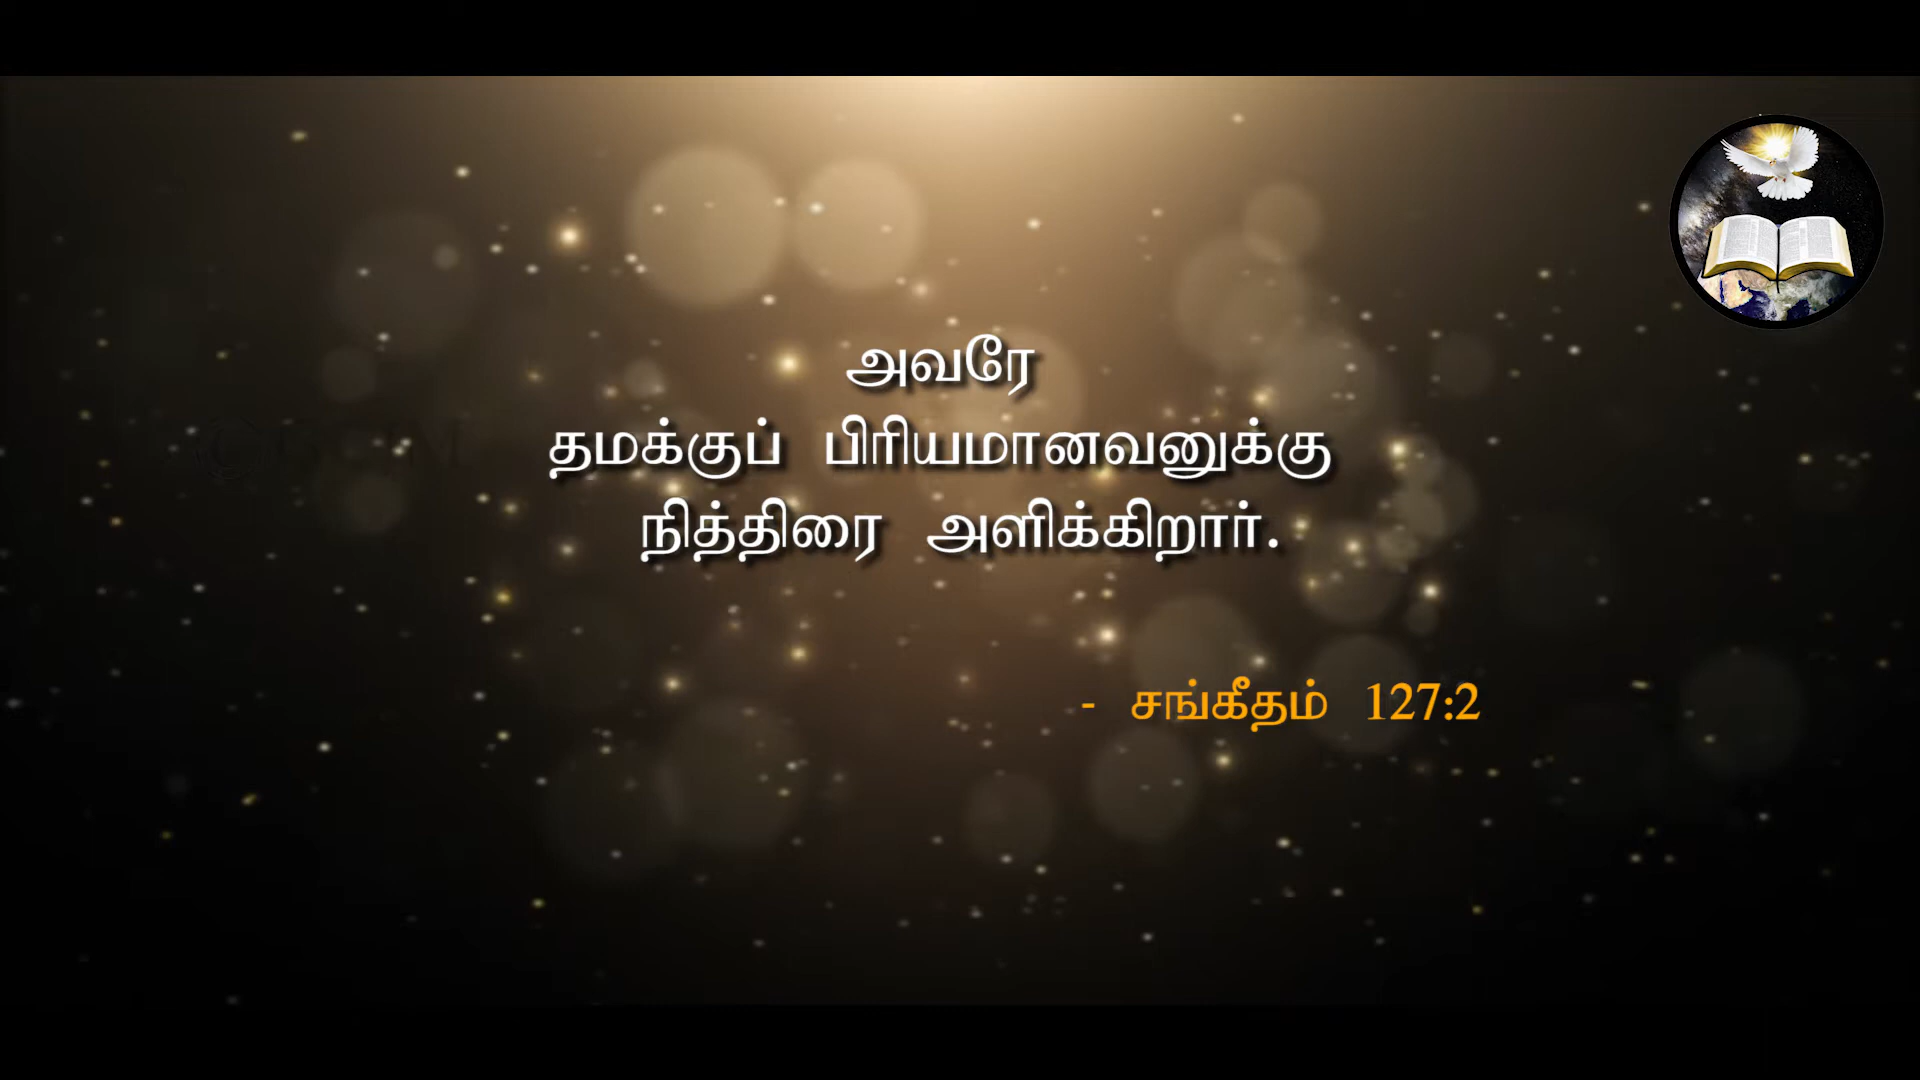 அவரே
தமக்குப் பிரியமானவனுக்கு
நித்திரை அளிக்கிறார்.
- சங்கீதம் 127:2